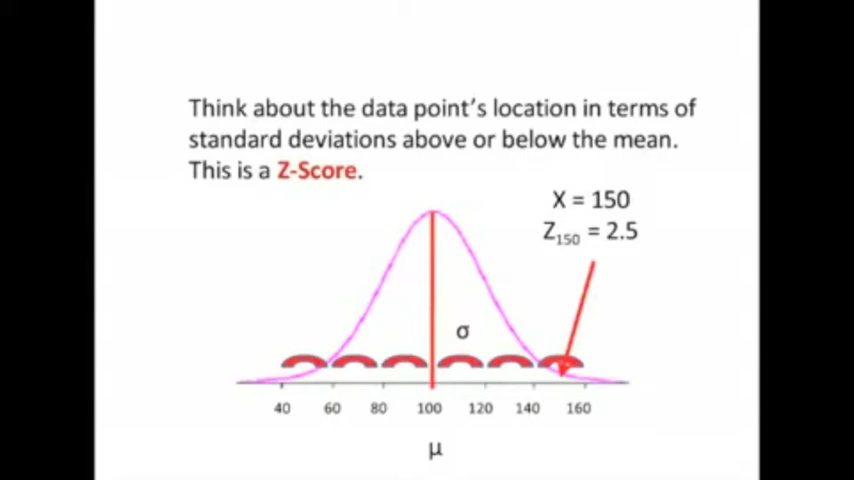 Think about the data point's location in terms of
standard deviations above or below the mean.
This is a Z-Score.
X = 150
Z₁₅₀ = 2.5
σ
40 60 80 100 120 140 160
μ